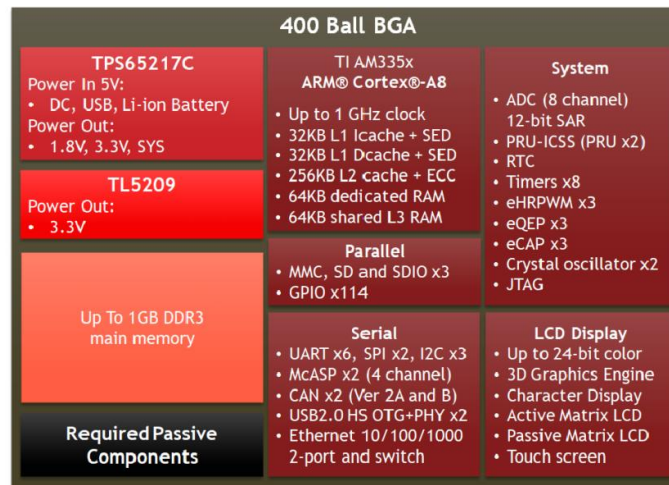 400 Ball BGA
TPS65217C
Power In 5V:
• DC, USB, Li-ion Battery
Power Out:
• 1.8V, 3.3V, SYS
TL5209
Power Out:
• 3.3V
Up To 1GB DDR3
main memory
Required Passive
Components
TI AM335x
ARM® Cortex®-A8
• Up to 1 GHz clock
• 32KB L1 Icache + SED
• 32KB L1 Dcache + SED
• 256KB L2 cache + ECC
• 64KB dedicated RAM
• 64KB shared L3 RAM
Parallel
• MMC, SD and SDIO x3
• GPIO x114
Serial
• UART x6, SPI x2, I2C x3
• McASP x2 (4 channel)
• CAN x2 (Ver 2A and B)
• USB2.0 HS OTG+PHY x2
• Ethernet 10/100/1000
2-port and switch
System
• ADC (8 channel)
12-bit SAR
• PRU-ICSS (PRU x2)
• RTC
• Timers x8
• eHRPWM x3
• eQEP x3
• eCAP x3
• Crystal oscillator x2
• JTAG
LCD Display
• Up to 24-bit color
• 3D Graphics Engine
• Character Display
• Active Matrix LCD
• Passive Matrix LCD
• Touch screen